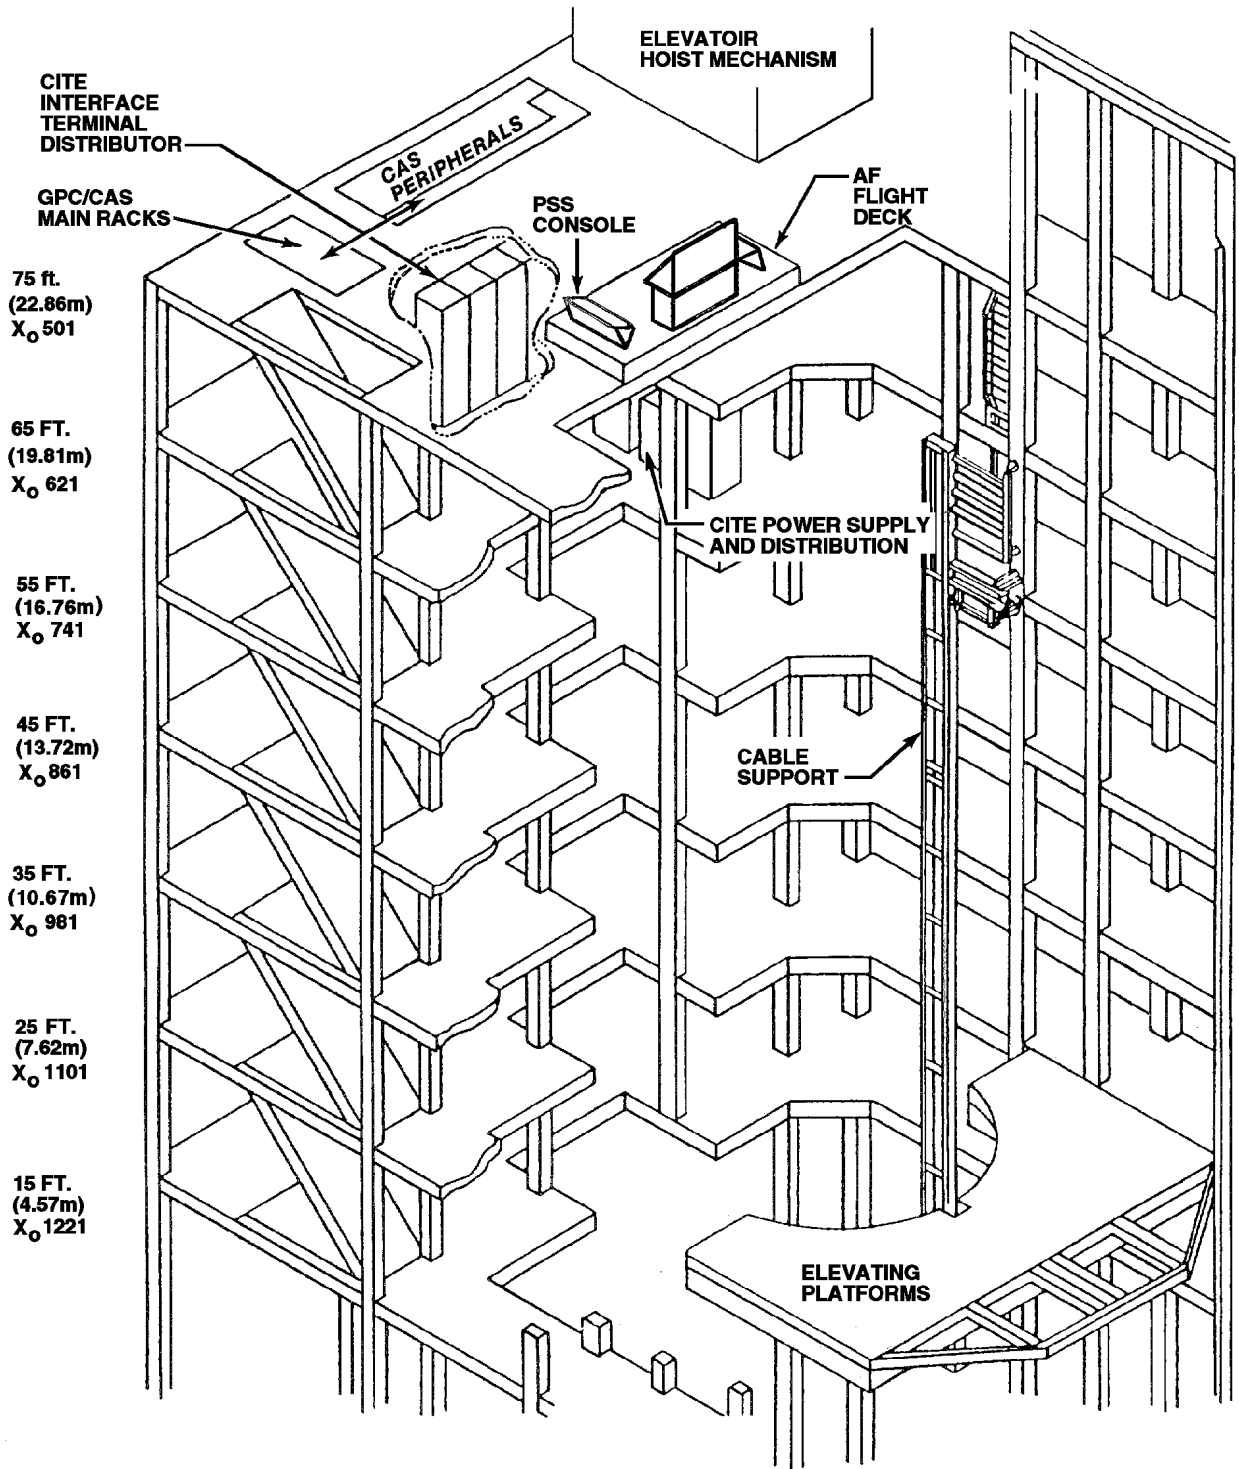 ELEVATOIR
HOIST MECHANISM
CITE
INTERFACE
TERMINAL
DISTRIBUTOR
CAS
PERIPHERALS
GPC/CAS
MAIN RACKS
PSS
CONSOLE
AF
FLIGHT
DECK
75 ft.
(22.86m)
Xo 501
65 FT.
(19.81m)
Xo 621
CITE POWER SUPPLY
AND DISTRIBUTION
55 FT.
(16.76m)
Xo 741
45 FT.
(13.72m)
Xo 861
CABLE
SUPPORT
35 FT.
(10.67m)
Xo 981
25 FT.
(7.62m)
Xo 1101
15 FT.
(4.57m)
Xo 1221
ELEVATING
PLATFORMS